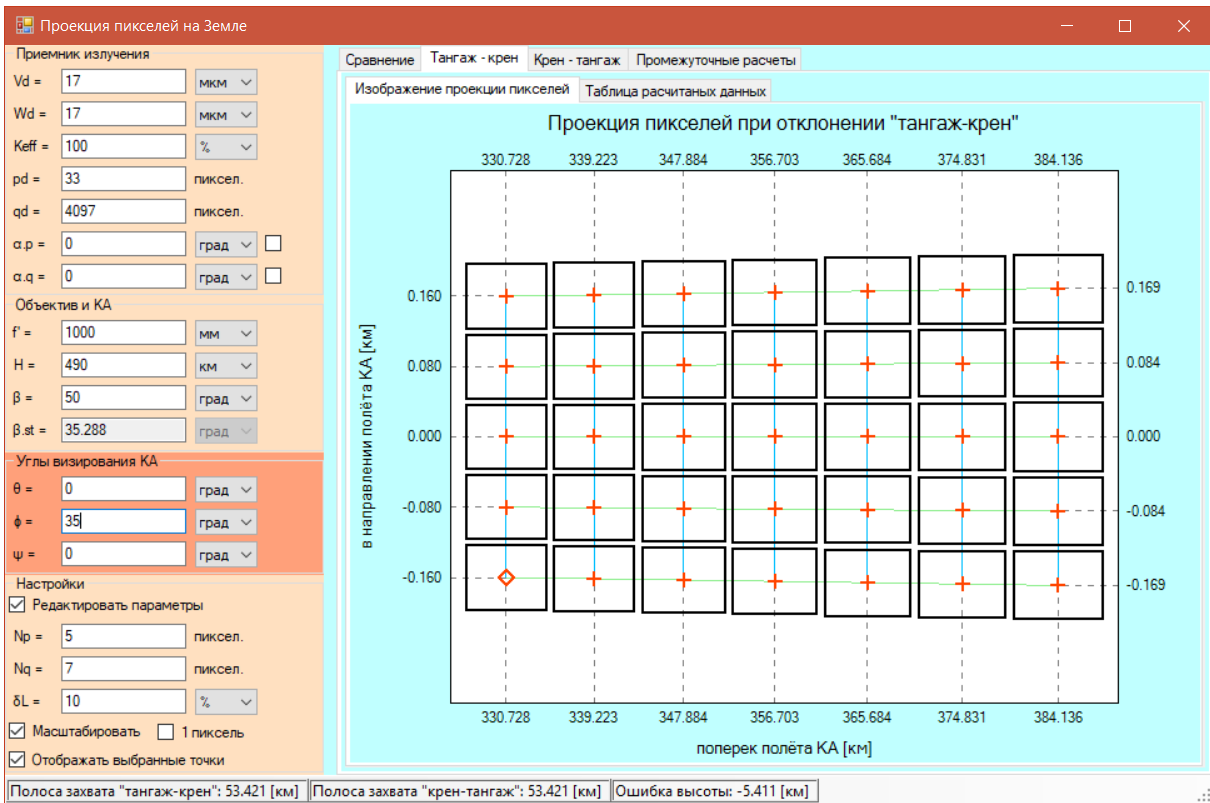 Проекция пикселей на Земле
Приемник излучения
Vd = 17 мкм
Wd = 17 мкм
Keff = 100 %
pd = 33 пиксел.
qd = 4097 пиксел.
α.p = 0 град
α.q = 0 град
Объектив и КА
f' = 1000 мм
H = 490 км
β = 50 град
β.st = 35.288 град
Углы визирования КА
θ = 0 град
ϕ = 35 град
ψ = 0 град
Настройки
Редактировать параметры
Np = 5 пиксел.
Nq = 7 пиксел.
δL = 10 %
Масштабировать 1 пиксель
Отображать выбранные точки
Сравнение Тангаж - крен Крен - тангаж Промежуточные расчеты
Изображение проекции пикселей Таблица расчитаных данных
Проекция пикселей при отклонении "тангаж-крен"
330.728 339.223 347.884 356.703 365.684 374.831 384.136
0.160 0.169
0.080 0.084
0.000 0.000
-0.080 -0.084
-0.160 -0.169
в направлении полёта КА [км]
330.728 339.223 347.884 356.703 365.684 374.831 384.136
поперек полёта КА [км]
Полоса захвата "тангаж-крен": 53.421 [км] Полоса захвата "крен-тангаж": 53.421 [км] Ошибка высоты: -5.411 [км]